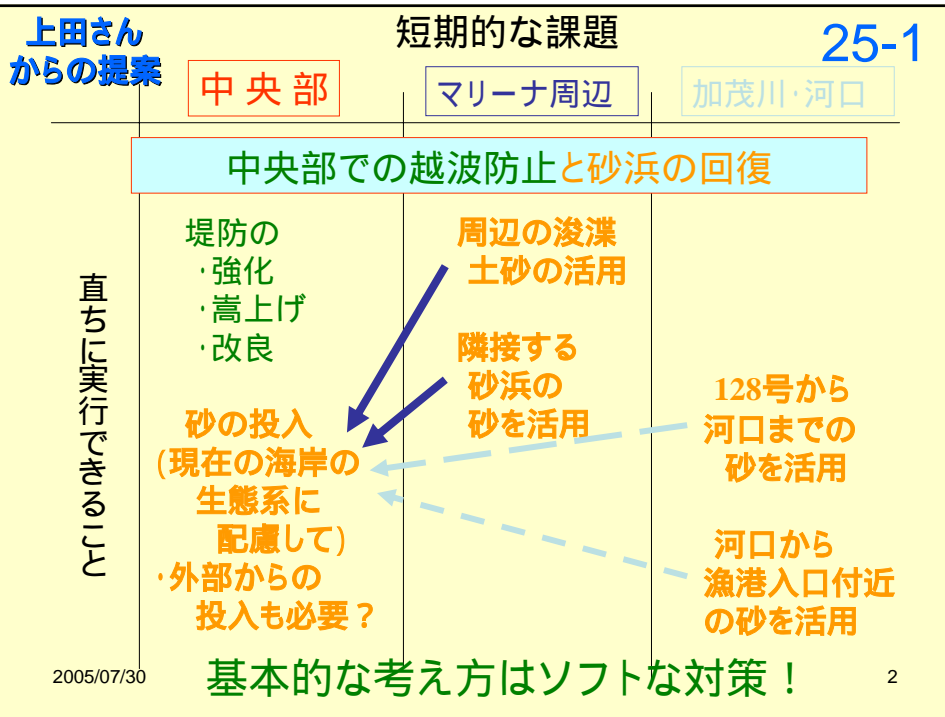 上田さん
からの提案
短期的な課題
25-1
中央部
マリーナ周辺
加茂川・河口
中央部での越波防止と砂浜の回復
直ちに実行できること
堤防の
・強化
・嵩上げ
・改良
砂の投入
(現在の海岸の
生態系に
配慮して)
・外部からの
投入も必要？
周辺の浚渫
土砂の活用
隣接する
砂浜の
砂を活用
128号から
河口までの
砂を活用
河口から
漁港入口付近
の砂を活用
2005/07/30
基本的な考え方はソフトな対策！
2